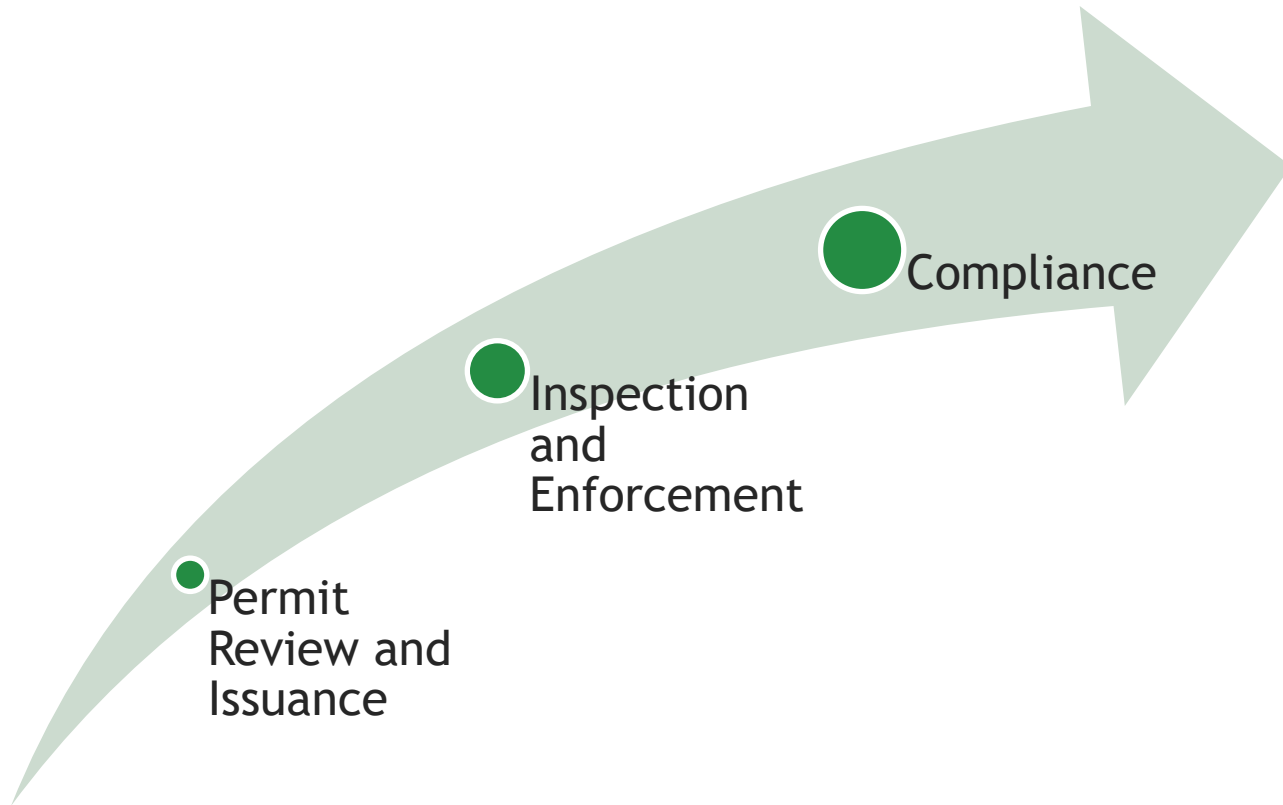 Compliance
Inspection
and
Enforcement
Permit
Review and
Issuance